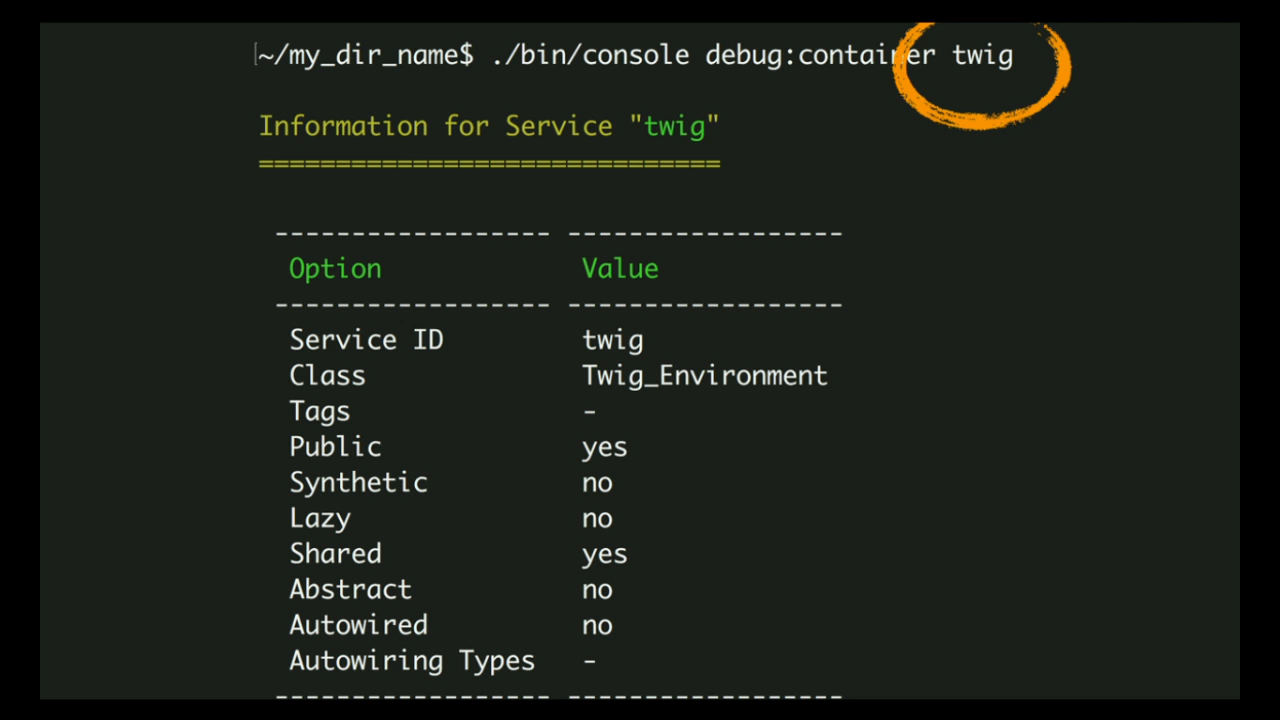 ~/my_dir_name$ ./bin/console debug:container twig
Information for Service "twig"
==============================
------------------ ------------------
Option Value
------------------ ------------------
Service ID twig
Class Twig_Environment
Tags -
Public yes
Synthetic no
Lazy no
Shared yes
Abstract no
Autowired no
Autowiring Types -
------------------ ------------------